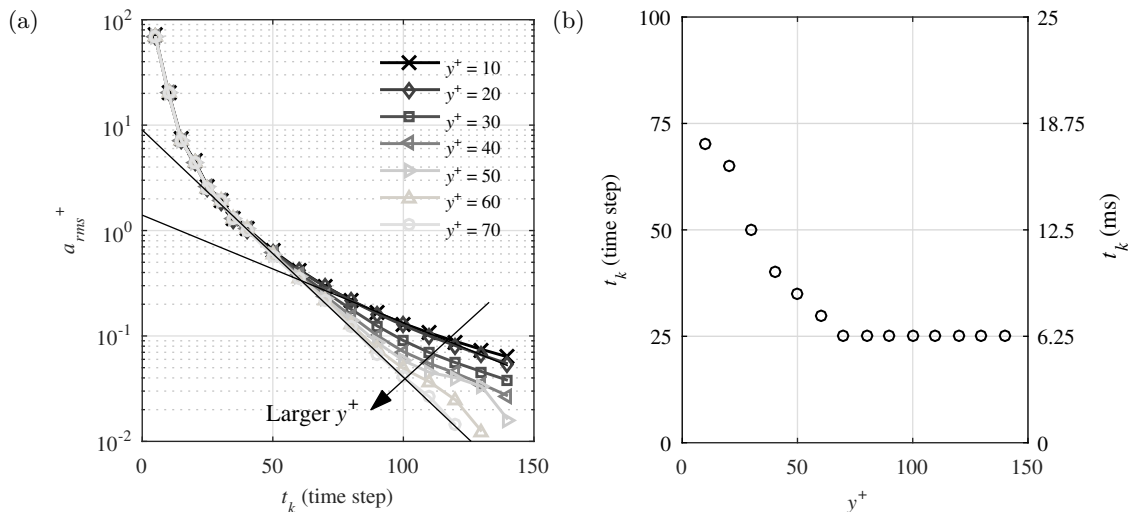 (a)
10^2
10^1
10^0
10^-1
10^-2
a_rms^+
0
50
100
150
t_k (time step)
y^+ = 10
y^+ = 20
y^+ = 30
y^+ = 40
y^+ = 50
y^+ = 60
y^+ = 70
Larger y^+
(b)
100
75
50
25
0
t_k (time step)
0
50
100
150
y^+
25
18.75
12.5
6.25
0
t_k (ms)